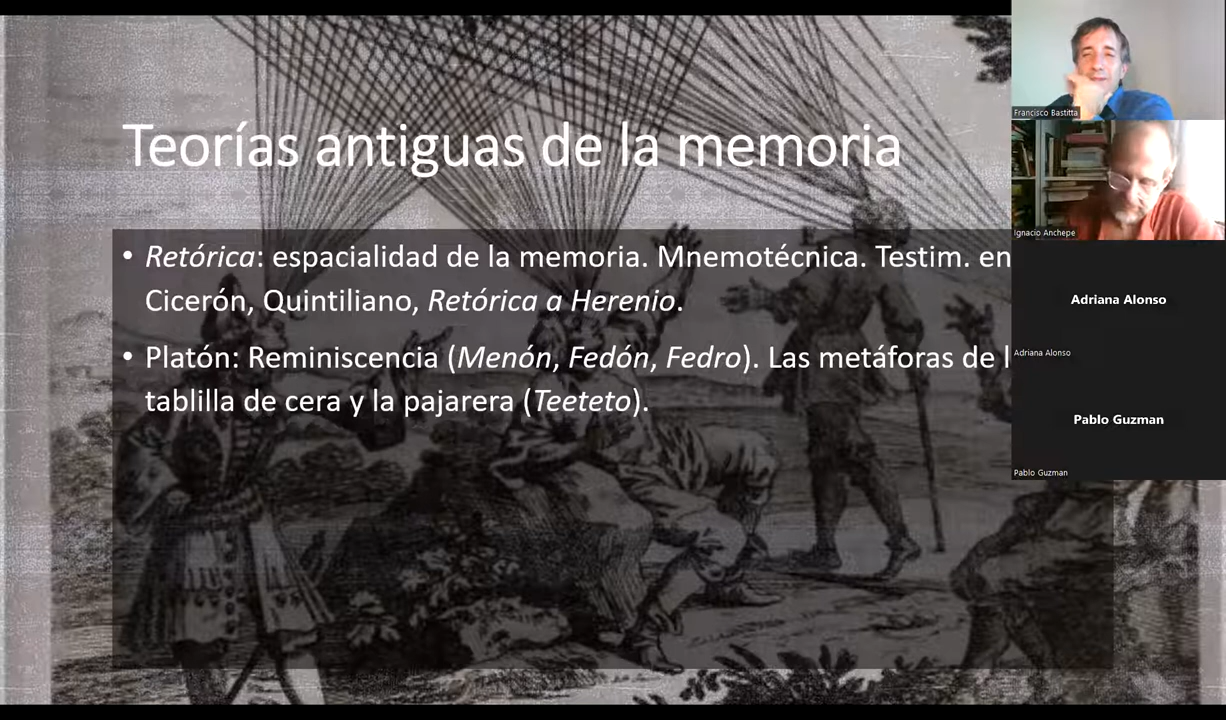 Teorías antiguas de la memoria
• Retórica: espacialidad de la memoria. Mnemotécnica. Testim. en
Cicerón, Quintiliano, Retórica a Herenio.
• Platón: Reminiscencia (Menón, Fedón, Fedro). Las metáforas de
tablilla de cera y la pajarera (Teeteto).
Francisco Bastitta
Ignacio Anchepe
Adriana Alonso
Adriana Alonso
Pablo Guzman
Pablo Guzman